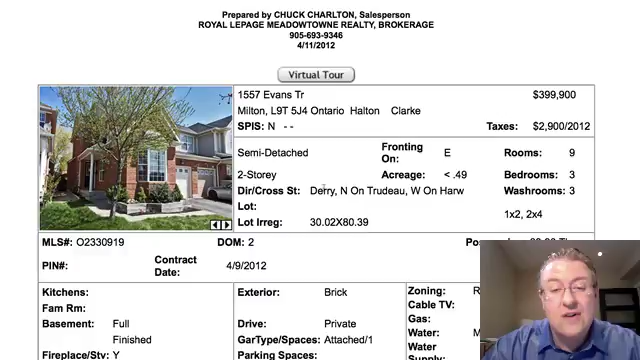 Prepared by CHUCK CHARLTON, Salesperson
ROYAL LEPAGE MEADOWTOWNE REALTY, BROKERAGE
905-693-9346
4/11/2012
Virtual Tour
1557 Evans Tr $399,900
Milton, L9T 5J4 Ontario Halton Clarke
SPIS: N - - Taxes: $2,900/2012
Semi-Detached Fronting On: E Rooms: 9
2-Storey Acreage: < .49 Bedrooms: 3
Dir/Cross St: Derry, N On Trudeau, W On Harw Washrooms: 3
Lot: 1x2, 2x4
Lot Irreg: 30.02X80.39
MLS#: O2330919 DOM: 2
PIN#: Contract Date: 4/9/2012
Kitchens: Exterior: Brick Zoning:
Fam Rm: Cable TV:
Basement: Full Drive: Private Gas:
Finished GarType/Spaces: Attached/1 Water:
Fireplace/Stv: Y Parking Spaces: Water Supply: